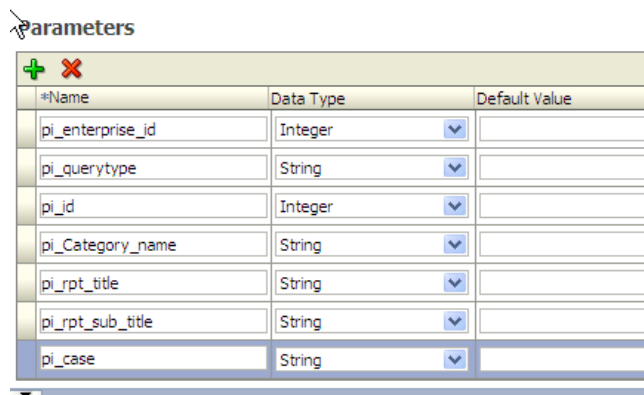 Parameters
*Name Data Type Default Value
pi_enterprise_id Integer
pi_querytype String
pi_id Integer
pi_Category_name String
pi_rpt_title String
pi_rpt_sub_title String
pi_case String